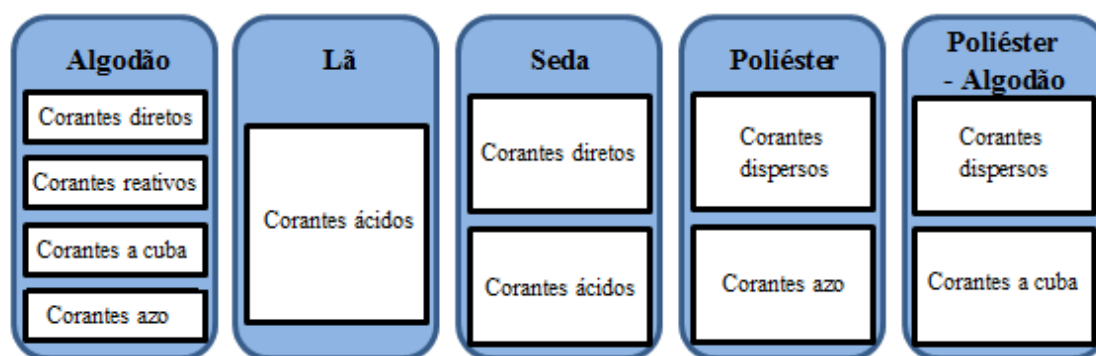 Algodão
Corantes diretos
Corantes reativos
Corantes a cuba
Corantes azo
Lã
Corantes ácidos
Seda
Corantes diretos
Corantes ácidos
Poliéster
Corantes
dispersos
Corantes azo
Poliéster
- Algodão
Corantes
dispersos
Corantes a cuba